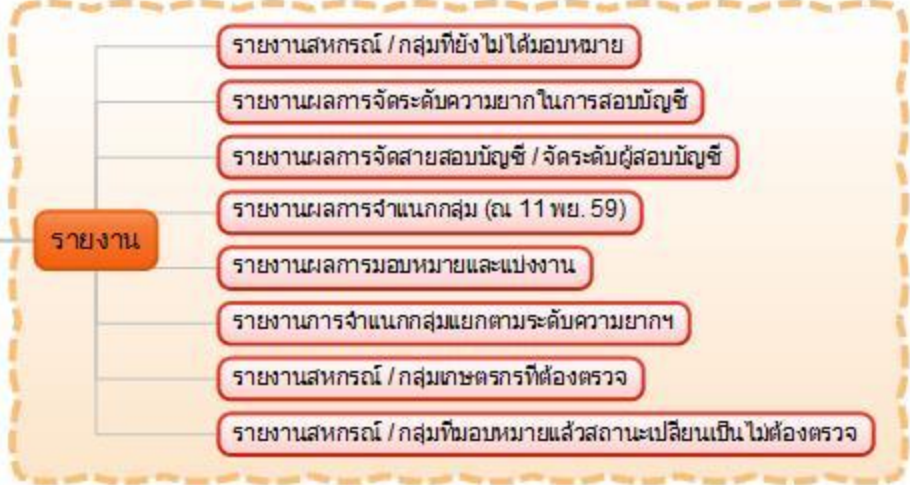 รายงานสหกรณ์ / กลุ่มที่ยังไม่ได้มอบหมาย
รายงานผลการจัดระดับความยากในการสอบบัญชี
รายงานผลการจัดสายสอบบัญชี / จัดระดับผู้สอบบัญชี
รายงานผลการจำแนกกลุ่ม (ณ 11 พย. 59)
รายงาน
รายงานผลการมอบหมายและแบ่งงาน
รายงานการจำแนกกลุ่มแยกตามระดับความยากฯ
รายงานสหกรณ์ / กลุ่มเกษตรกรที่ต้องตรวจ
รายงานสหกรณ์ / กลุ่มที่มอบหมายแล้วสถานะเปลี่ยนเป็นไม่ต้องตรวจ